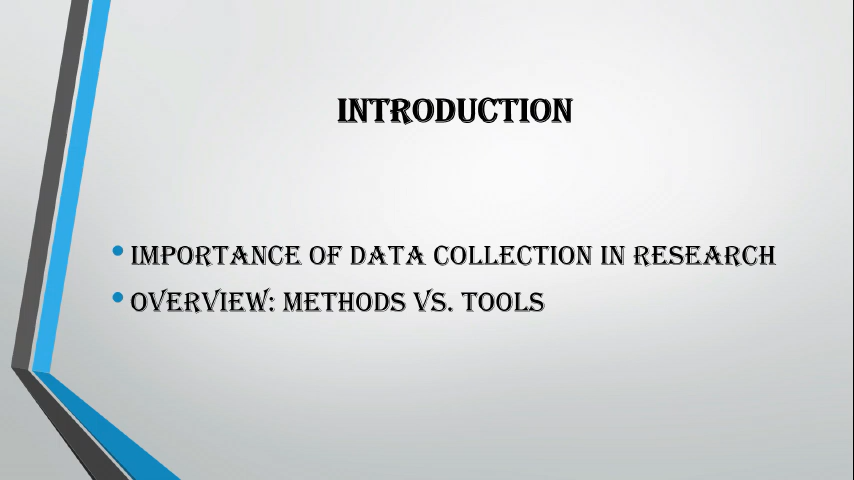 INTRODUCTION
• IMPORTANCE OF DATA COLLECTION IN RESEARCH
• OVERVIEW: METHODS VS. TOOLS